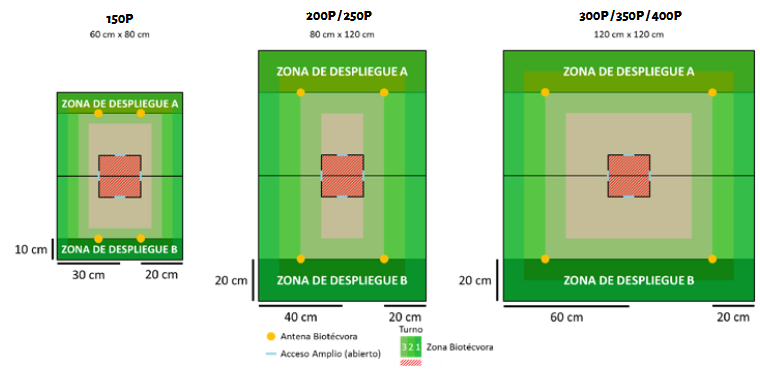 150P
60 cm x 80 cm
ZONA DE DESPLIEGUE A
ZONA DE DESPLIEGUE B
10 cm
30 cm
20 cm
200P/250P
80 cm x 120 cm
ZONA DE DESPLIEGUE A
ZONA DE DESPLIEGUE B
20 cm
40 cm
20 cm
300P/350P/400P
120 cm x 120 cm
ZONA DE DESPLIEGUE A
ZONA DE DESPLIEGUE B
20 cm
60 cm
20 cm
Antena Biotécvora
Acceso Amplio (abierto)
Turno
3 2 1
Zona Biotécvora